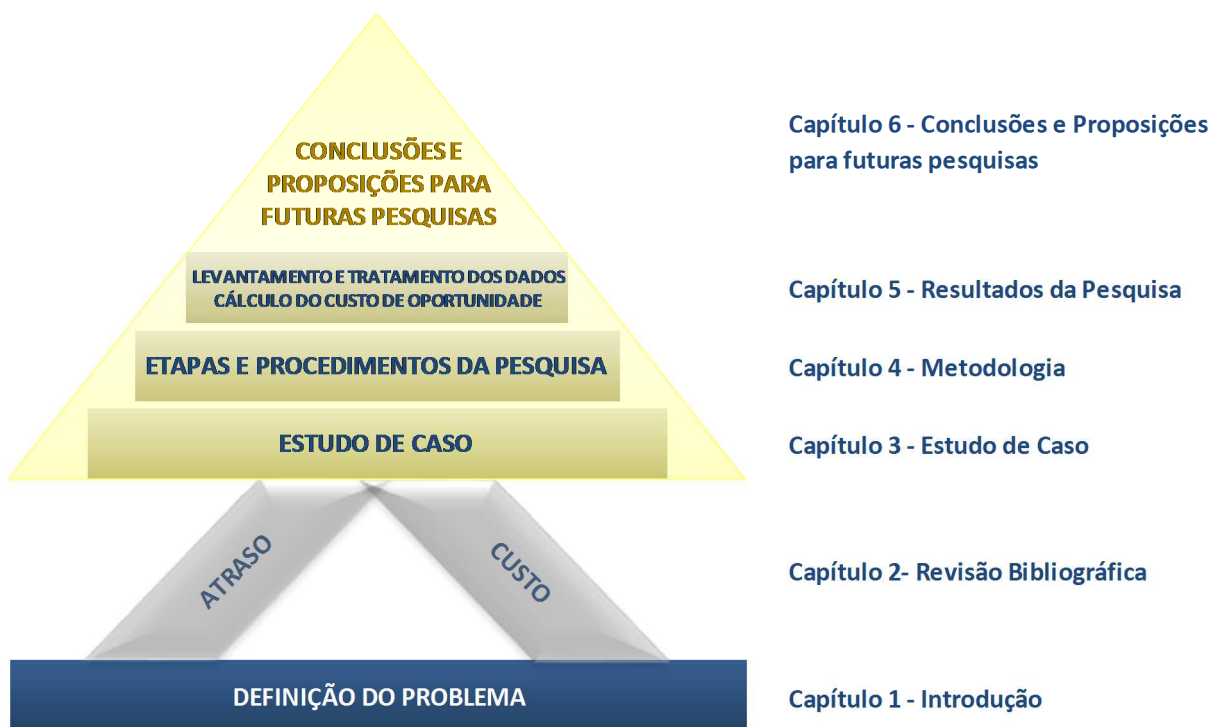 CONCLUSÕES E
PROPOSIÇÕES PARA
FUTURAS PESQUISAS
Capítulo 6 - Conclusões e Proposições
para futuras pesquisas
LEVANTAMENTO E TRATAMENTO DOS DADOS
CÁLCULO DO CUSTO DE OPORTUNIDADE
Capítulo 5 - Resultados da Pesquisa
ETAPAS E PROCEDIMENTOS DA PESQUISA
Capítulo 4 - Metodologia
ESTUDO DE CASO
Capítulo 3 - Estudo de Caso
ATRASO
CUSTO
Capítulo 2- Revisão Bibliográfica
DEFINIÇÃO DO PROBLEMA
Capítulo 1 - Introdução